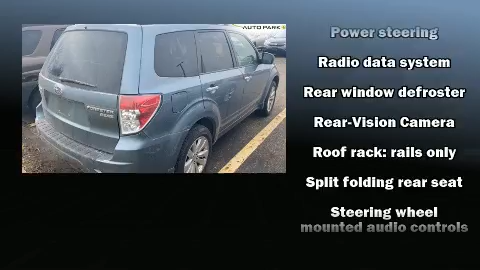 AUTO PARK
FORESTER
Power steering
Radio data system
Rear window defroster
Rear-Vision Camera
Roof rack: rails only
Split folding rear seat
Steering wheel
mounted audio controls